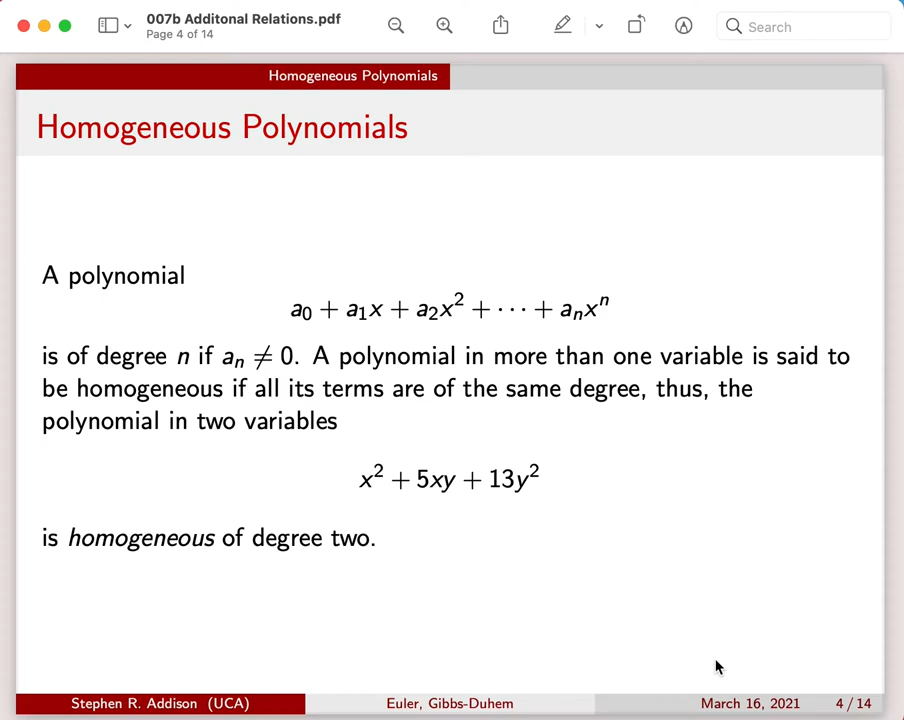 007b Additonal Relations.pdf
Page 4 of 14
Search
Homogeneous Polynomials
Homogeneous Polynomials
A polynomial
a₀ + a₁x + a₂x² + ⋯ + aₙxⁿ
is of degree n if aₙ ≠ 0. A polynomial in more than one variable is said to
be homogeneous if all its terms are of the same degree, thus, the
polynomial in two variables
x² + 5xy + 13y²
is homogeneous of degree two.
Stephen R. Addison (UCA)
Euler, Gibbs-Duhem
March 16, 2021
4 / 14